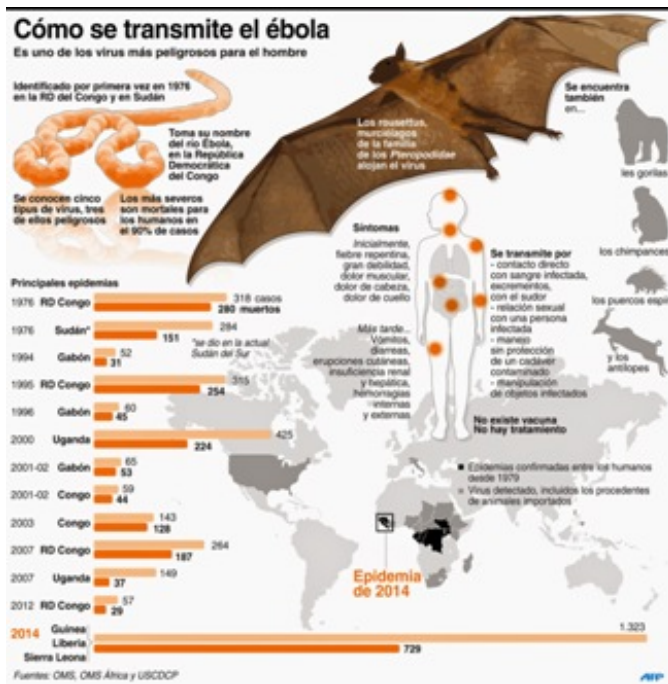 Cómo se transmite el ébola
Es uno de los virus más peligrosos para el hombre
Identificado por primera vez en 1976
en la RD del Congo y en Sudán
Toma su nombre
del río Ébola,
en la República
Democrática
del Congo
Se conocen cinco
tipos de virus, tres
de ellos peligrosos
Los más severos
son mortales para
los humanos en
el 90% de casos
Los rousettus,
murciélagos
de la familia
de los Pteropodidae
alojan el virus
Se encuentra
también
en...
les gorilas
los chimpances
los puercos espi
y los
antílopes
Síntomas
Inicialmente,
fiebre repentina,
gran debilidad,
dolor muscular,
dolor de cabeza,
dolor de cuello
Más tarde...
Vómitos,
diarreas,
erupciones cutáneas,
insuficiencia renal
y hepática,
hemorragias
internas
y externas
Se transmite por
- contacto directo
con sangre infectada,
excrementos,
con el sudor
- relación sexual
con una persona
infectada
- manejo
sin protección
de un cadáver
contaminado
- manipulación
de objetos infectados
No existe vacuna
No hay tratamiento
Principales epidemias
1976 RD Congo 318 casos
280 muertos
1976 Sudán* 284
151
*se dio en la actual
Sudán del Sur
1994 Gabón 52
31
1995 RD Congo 315
254
1996 Gabón 60
45
2000 Uganda 425
224
2001-02 Gabón 65
53
2001-02 Congo 59
44
2003 Congo 143
128
2007 RD Congo 264
187
2007 Uganda 149
37
2012 RD Congo 57
29
2014 Guinea
Liberia
Sierra Leona
1.323
729
Epidemias confirmadas entre los humanos
desde 1979
Virus detectado, incluidos los procedentes
de animales importados
Epidemia
de 2014
Fuentes: OMS, OMS África y USCDCP
AFP